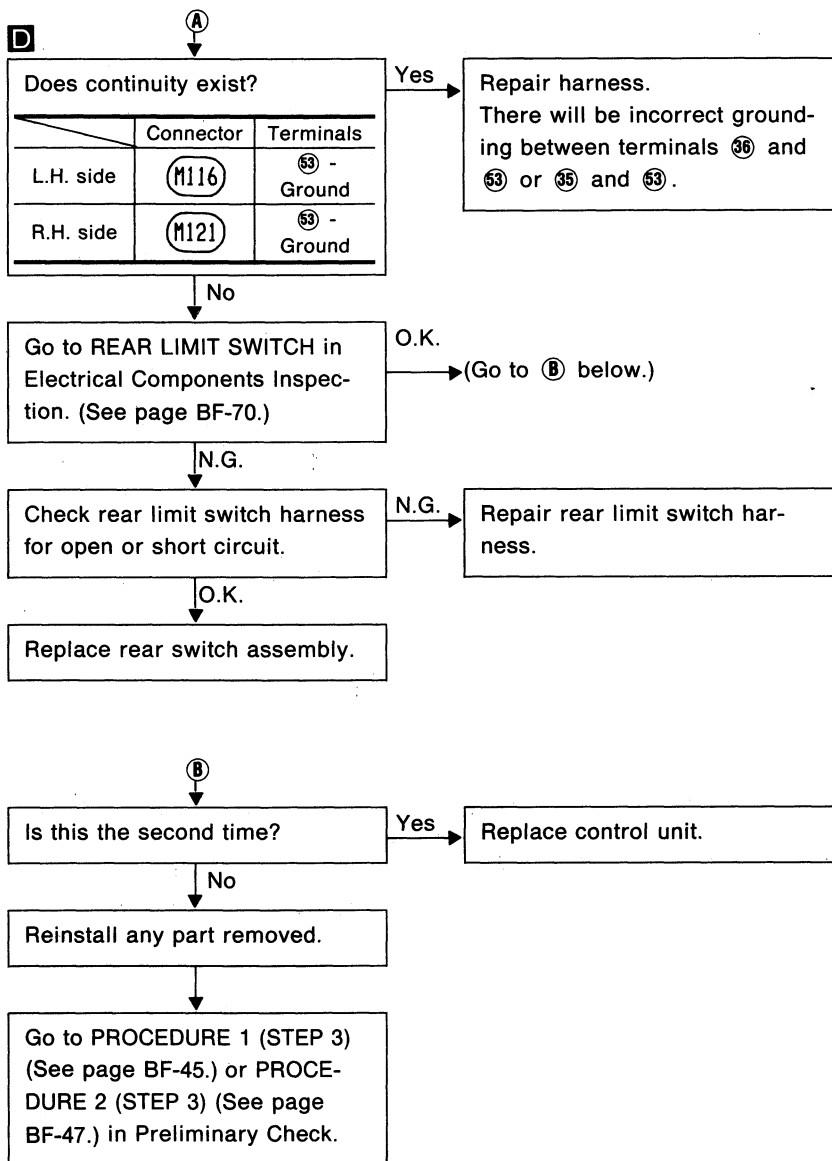 Ⓐ
D
Does continuity exist?
Yes
Repair harness.
There will be incorrect ground-
ing between terminals ㊱ and
53 or ㉟ and 53 .
Connector Terminals
L.H. side M116 53 -
Ground
R.H. side M121 53 -
Ground
No
Go to REAR LIMIT SWITCH in
Electrical Components Inspec-
tion. (See page BF-70.)
O.K.
(Go to Ⓑ below.)
N.G.
Check rear limit switch harness
for open or short circuit.
N.G.
Repair rear limit switch har-
ness.
O.K.
Replace rear switch assembly.
Ⓑ
Is this the second time?
Yes
Replace control unit.
No
Reinstall any part removed.
Go to PROCEDURE 1 (STEP 3)
(See page BF-45.) or PROCE-
DURE 2 (STEP 3) (See page
BF-47.) in Preliminary Check.